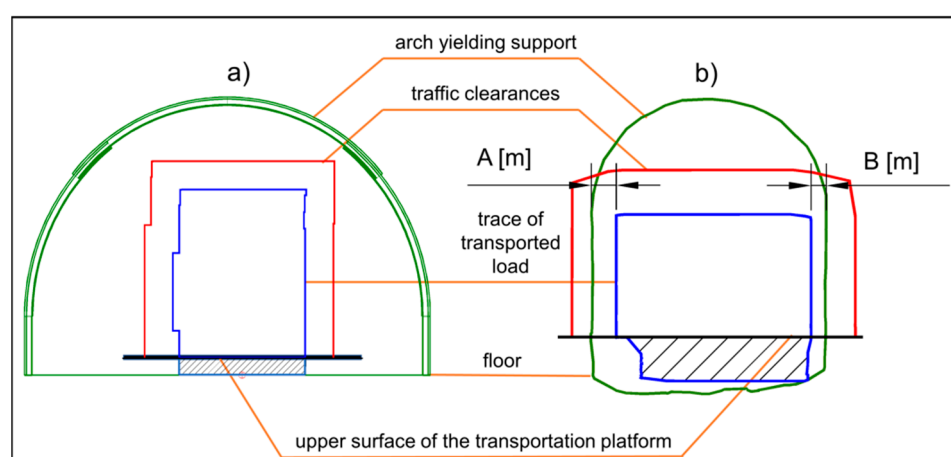 arch yielding support
a)
b)
traffic clearances
A [m]
B [m]
trace of
transported
load
floor
upper surface of the transportation platform